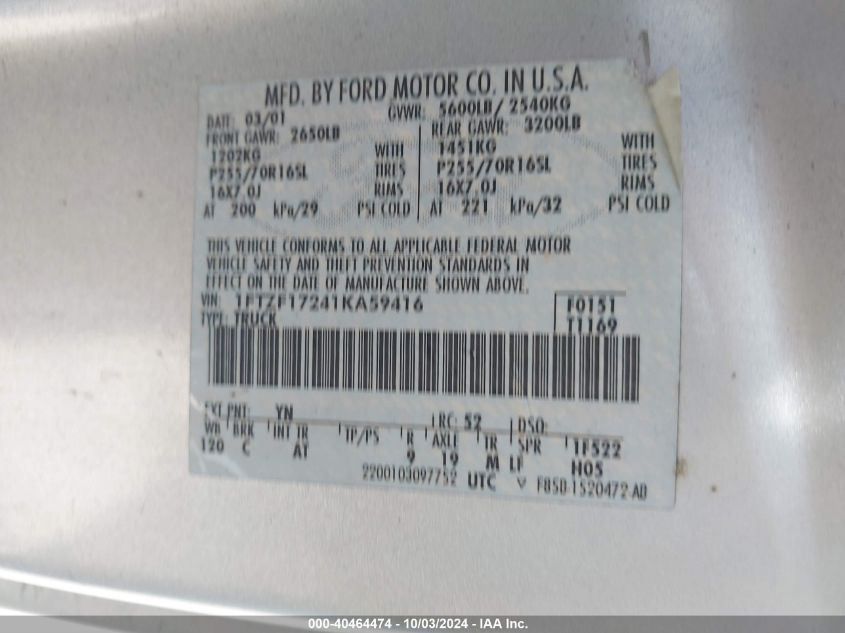 MFD. BY FORD MOTOR CO. IN U.S.A.
DATE: 03/01 GVWR: 5600LB/ 2540KG
FRONT GAWR: 2650LB REAR GAWR: 3200LB
1202KG WITH 1451KG WITH
P255/70R16SL TIRES P255/70R16SL TIRES
16X7.0J RIMS 16X7.0J RIMS
AT 200 kPa/29 PSI COLD AT 221 kPa/32 PSI COLD
THIS VEHICLE CONFORMS TO ALL APPLICABLE FEDERAL MOTOR
VEHICLE SAFETY AND THEFT PREVENTION STANDARDS IN
EFFECT ON THE DATE OF MANUFACTURE SHOWN ABOVE.
VIN: 1FTZF17241KA59416 F0151
TYPE: TRUCK T1169
EXT PNT: YN RC: 52 DSO:
WB BRK INT TR TP/PS R AXLE TR SPR 1F522
120 C AT 9 19 M LF H05
2200103097752 UTC F85B-1520472-AB
000-40464474 - 10/03/2024 - IAA Inc.